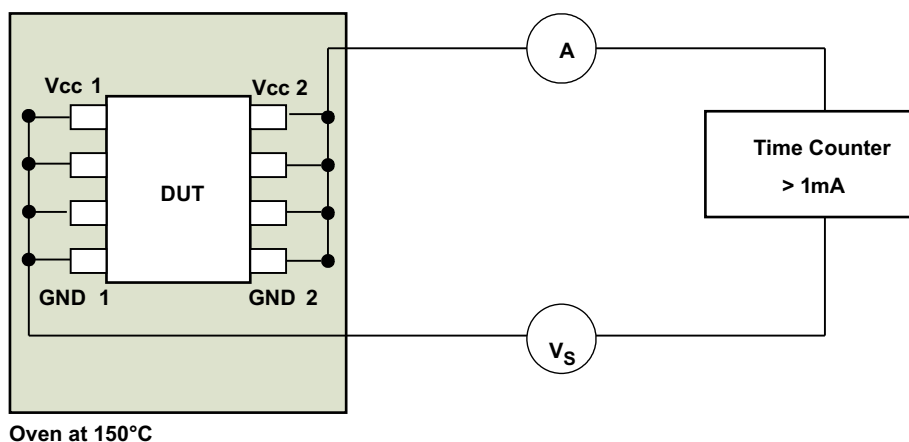 A
Vcc 1
Vcc 2
Time Counter
> 1mA
DUT
GND 1
GND 2
VS
Oven at 150°C